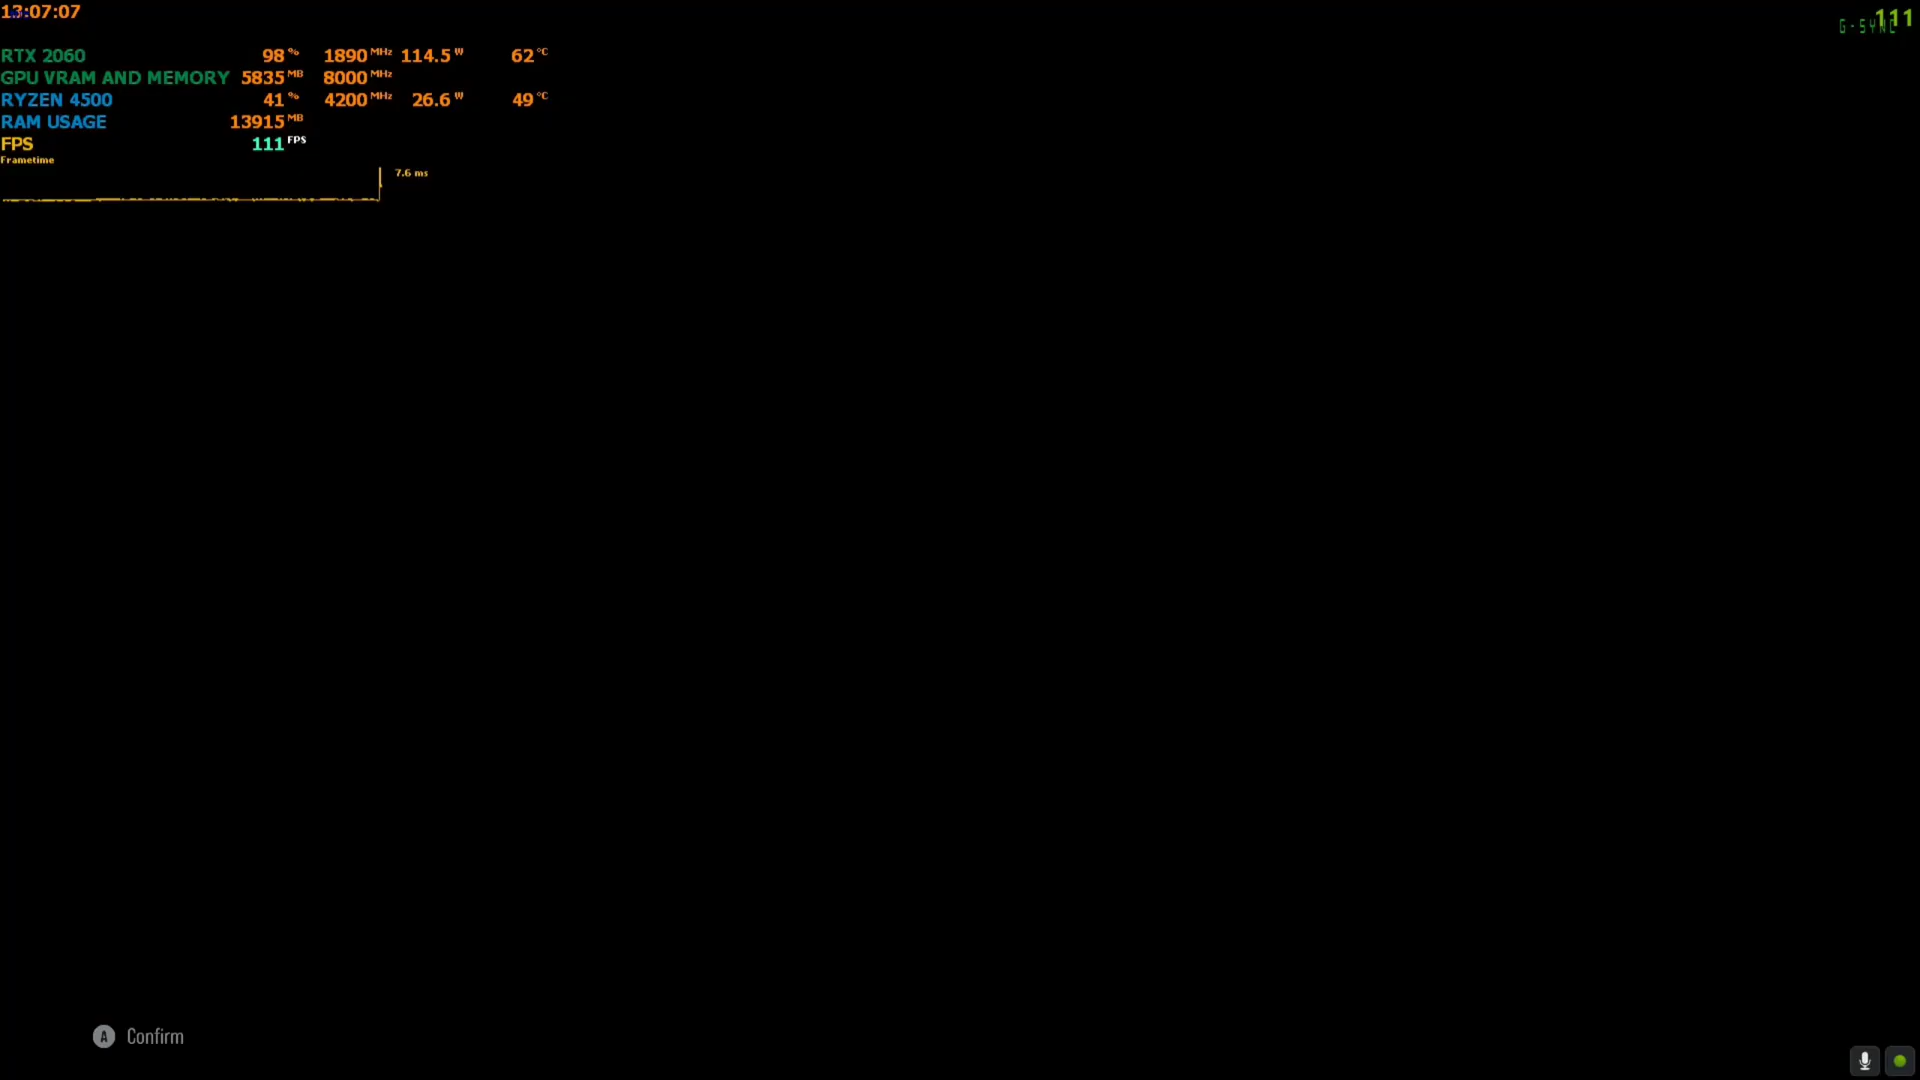 13:07:07
111
G-SYNC
RTX 2060 98 % 1890 MHz 114.5 W 62 °C
GPU VRAM AND MEMORY 5835 MB 8000 MHz
RYZEN 4500 41 % 4200 MHz 26.6 W 49 °C
RAM USAGE 13915 MB
FPS 111 FPS
Frametime
7.6 ms
A Confirm